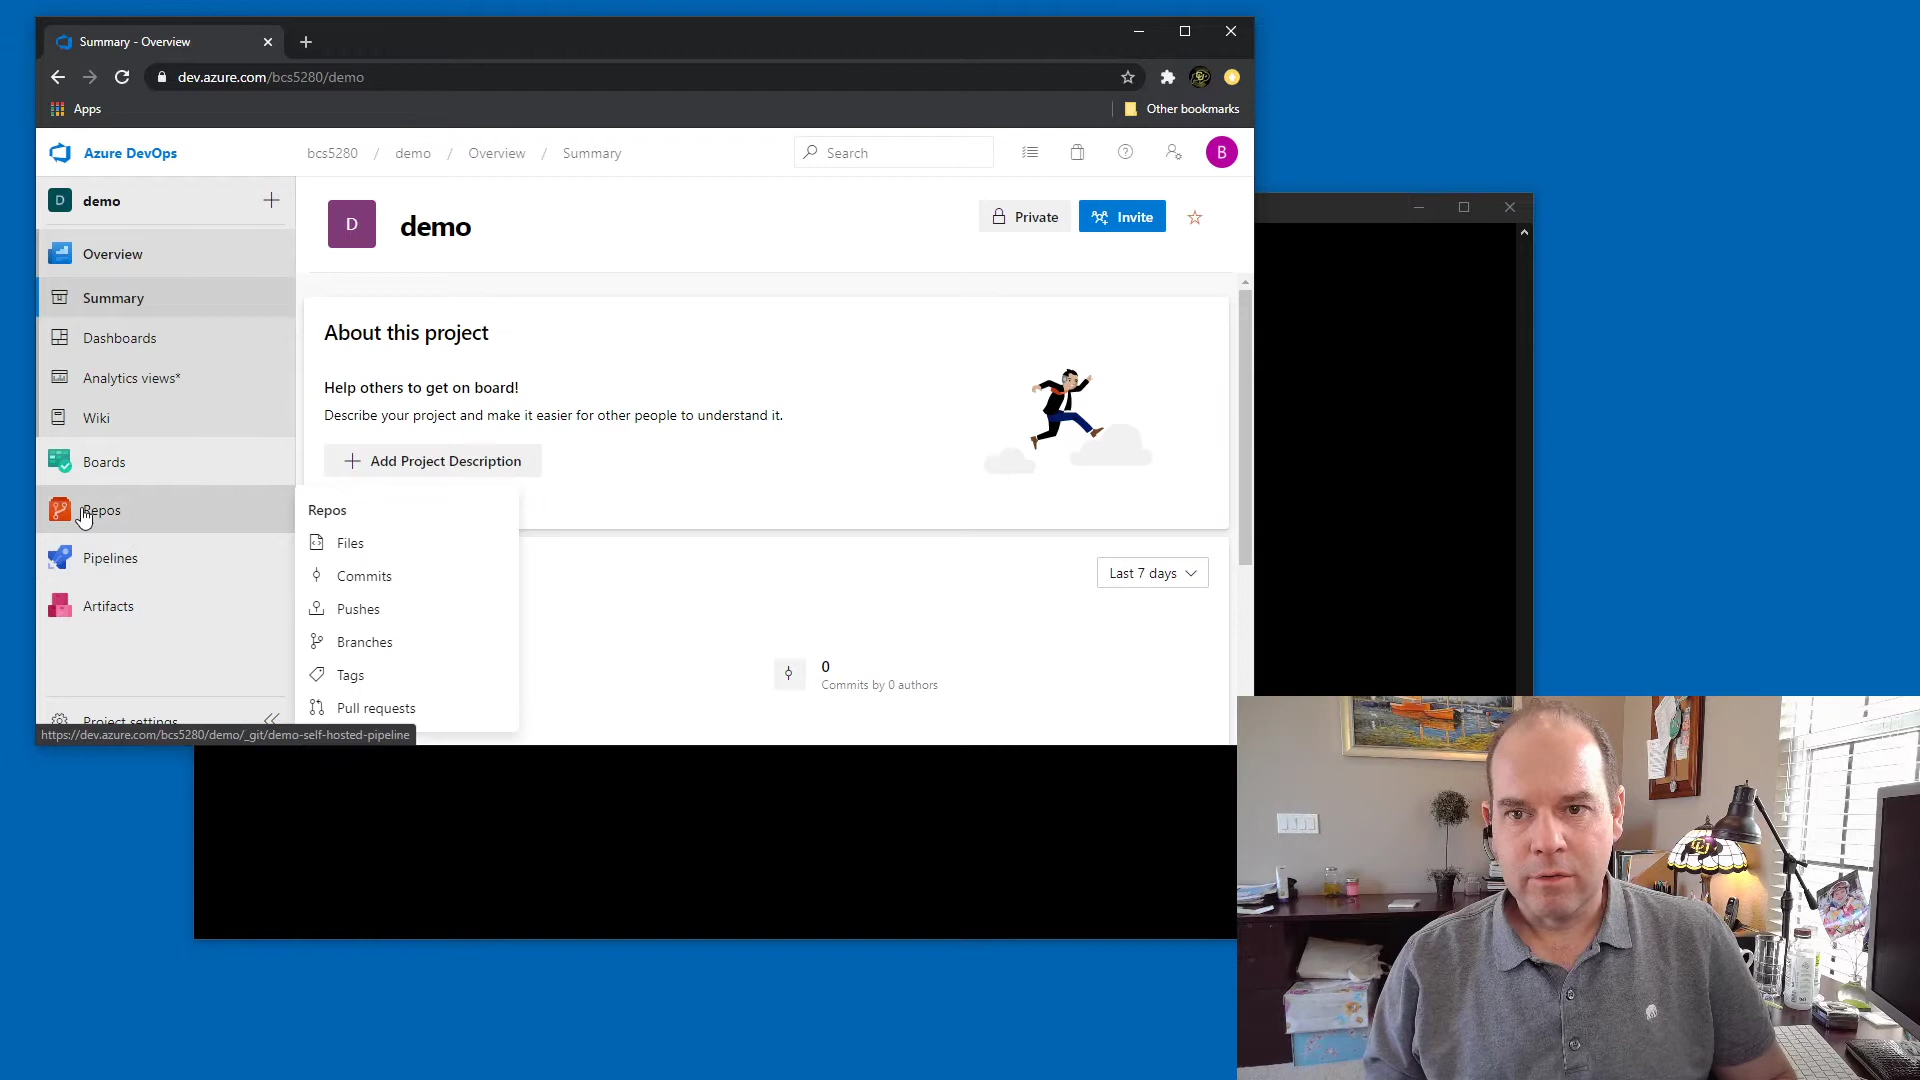 Summary - Overview
dev.azure.com/bcs5280/demo
Apps
Other bookmarks
Azure DevOps
bcs5280 / demo / Overview / Summary
Search
B
D demo
D
demo
Private
Invite
Overview
Summary
Dashboards
Analytics views*
Wiki
Boards
Repos
Pipelines
Artifacts
Project settings
About this project
Help others to get on board!
Describe your project and make it easier for other people to understand it.
Add Project Description
Repos
Files
Commits
Pushes
Branches
Tags
Pull requests
Last 7 days
0
Commits by 0 authors
https://dev.azure.com/bcs5280/demo/_git/demo-self-hosted-pipeline